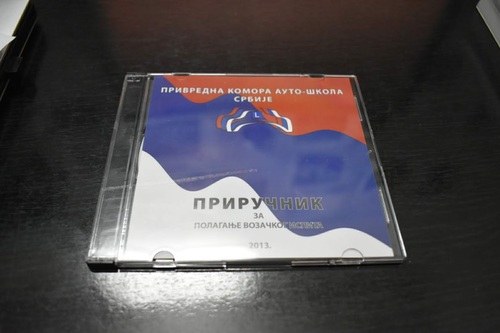 ПРИВРЕДНА КОМОРА АУТО-ШКОЛА
СРБИЈЕ
L
ПРИРУЧНИК
ЗА
ПОЛАГАЊЕ ВОЗАЧКОГ ИСПИТА
2013.